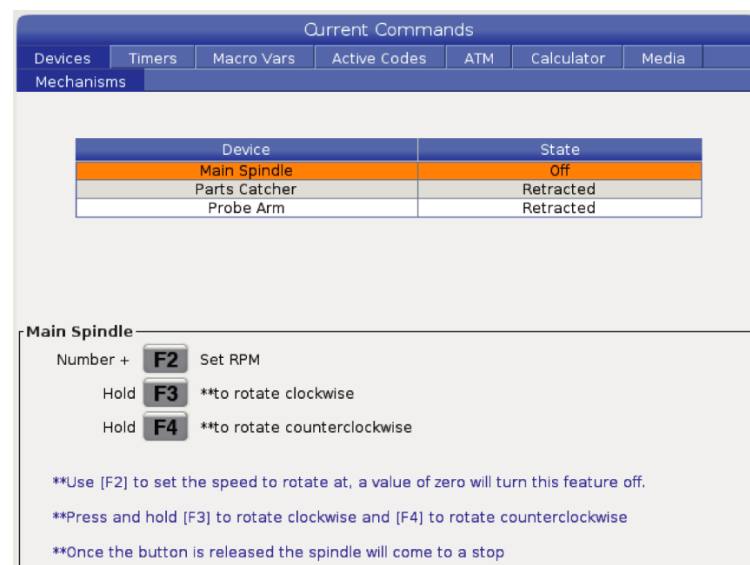 Current Commands
Devices Timers Macro Vars Active Codes ATM Calculator Media
Mechanisms
Device State
Main Spindle Off
Parts Catcher Retracted
Probe Arm Retracted
Main Spindle
Number + F2 Set RPM
Hold F3 **to rotate clockwise
Hold F4 **to rotate counterclockwise
**Use [F2] to set the speed to rotate at, a value of zero will turn this feature off.
**Press and hold [F3] to rotate clockwise and [F4] to rotate counterclockwise
**Once the button is released the spindle will come to a stop